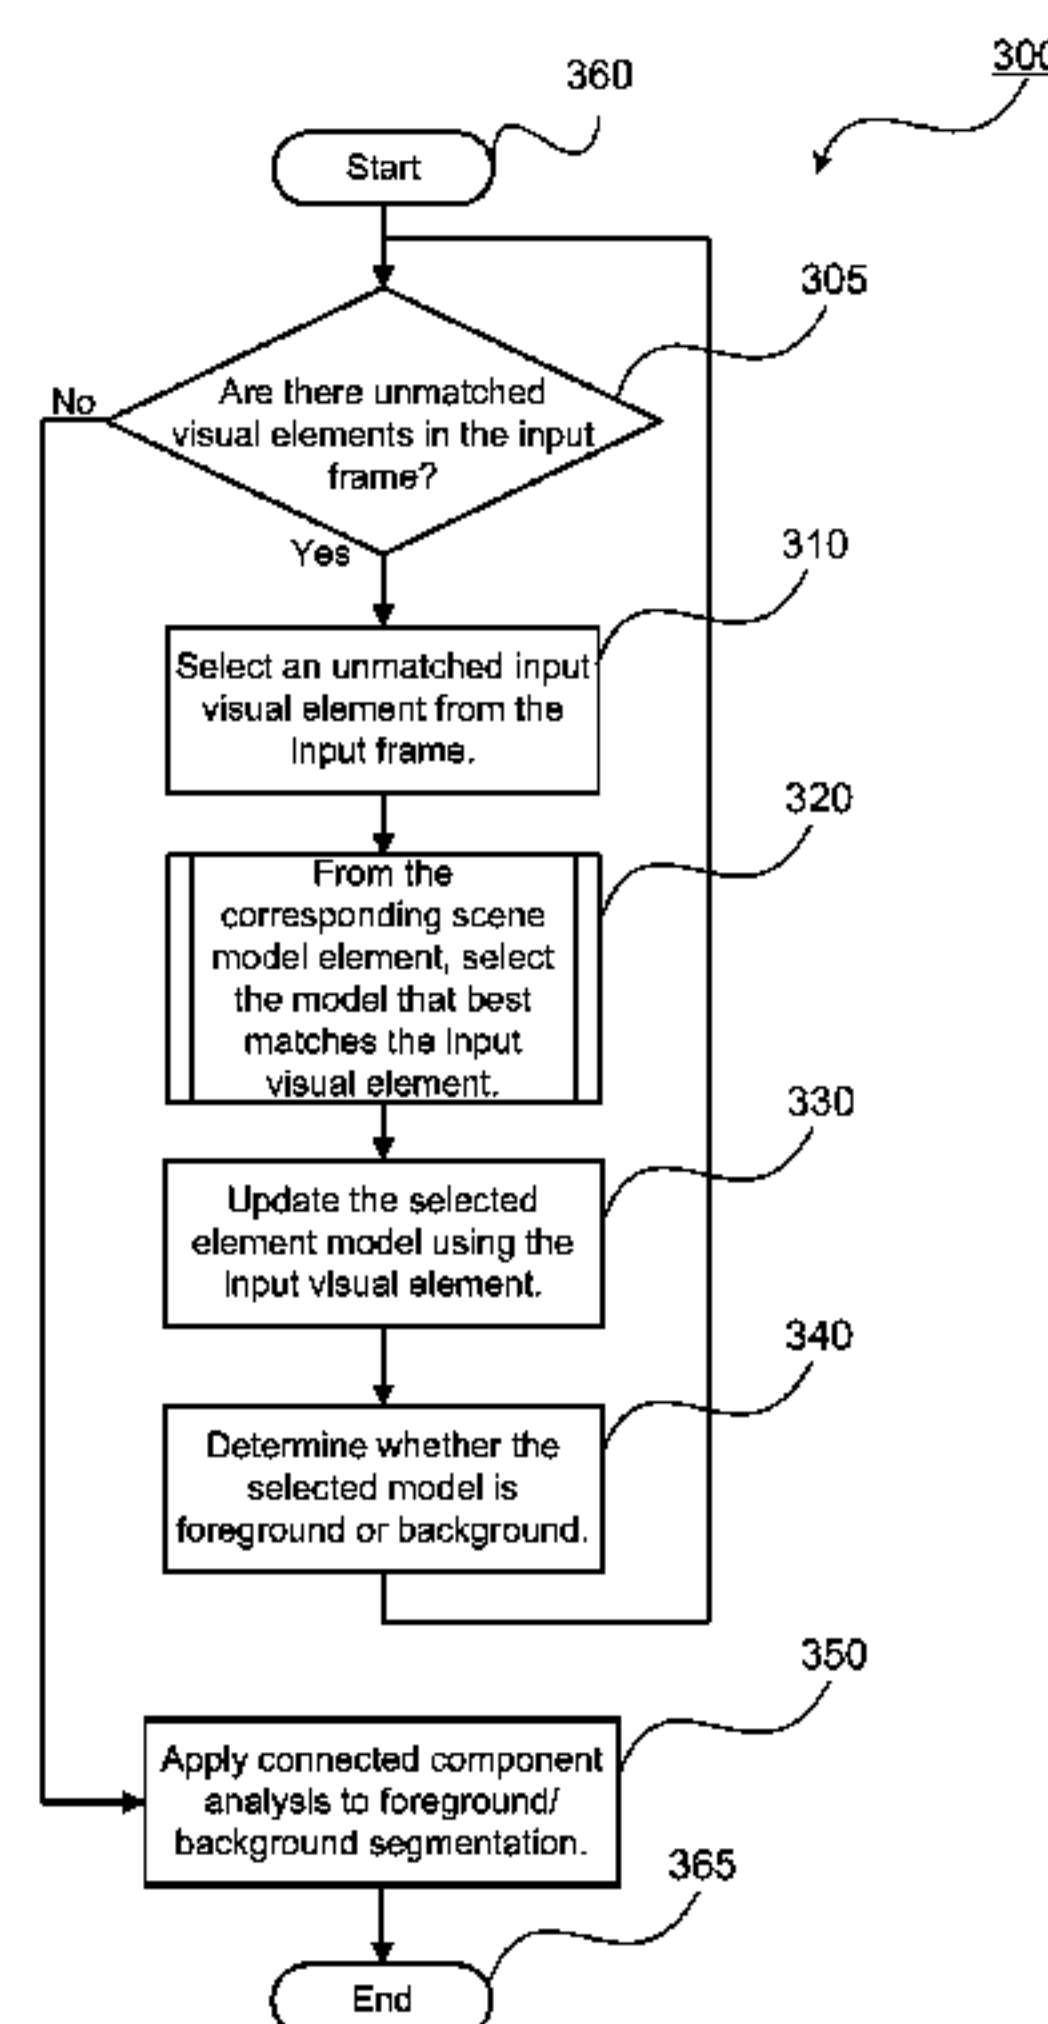 360
300
Start
305
No
Are there unmatched
visual elements in the input
frame?
Yes
310
Select an unmatched input
visual element from the
input frame.
320
From the
corresponding scene
model element, select
the model that best
matches the input
visual element.
330
Update the selected
element model using the
input visual element.
340
Determine whether the
selected model is
foreground or background.
350
Apply connected component
analysis to foreground/
background segmentation.
365
End